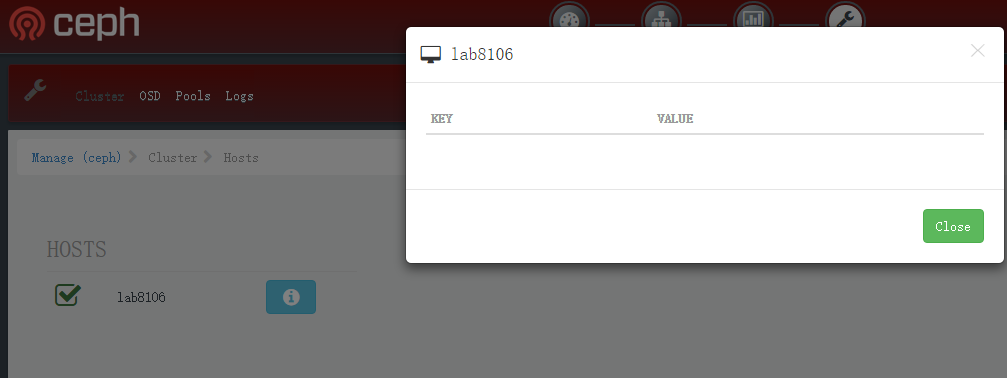 ceph
lab8106
Cluster OSD Pools Logs
KEY VALUE
Manage (ceph) Cluster Hosts
Close
HOSTS
lab8106